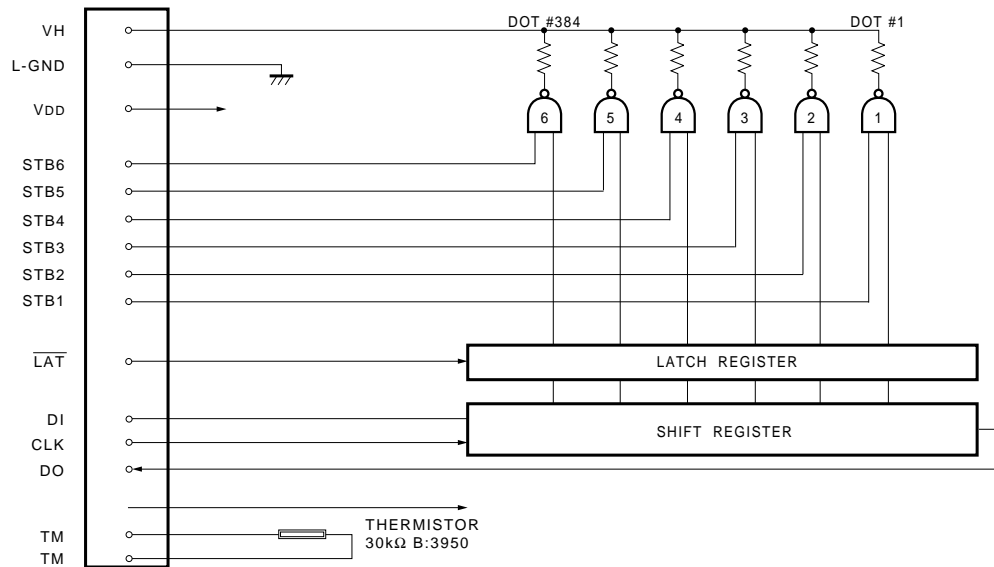 DOT #384 DOT #1
VH
L-GND
VDD
6 5 4 3 2 1
STB6
STB5
STB4
STB3
STB2
STB1
LAT
LATCH REGISTER
DI
SHIFT REGISTER
CLK
DO
THERMISTOR
30kΩ B:3950
TM
TM